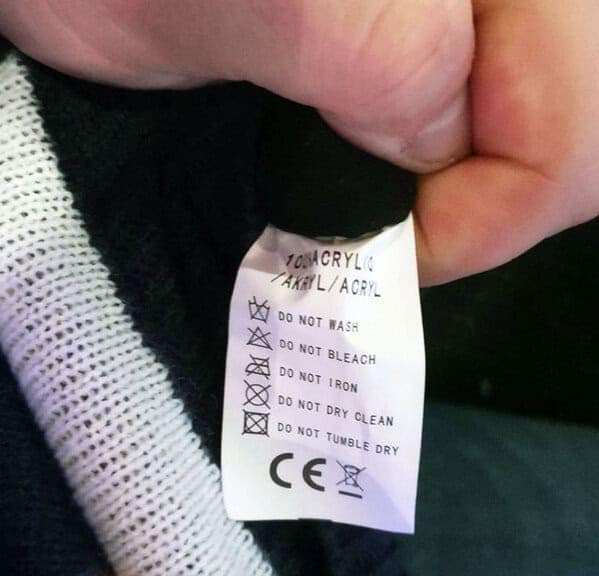 100%ACRYLIC
/AKRYL/ACRYL
DO NOT WASH
DO NOT BLEACH
DO NOT IRON
DO NOT DRY CLEAN
DO NOT TUMBLE DRY
CE